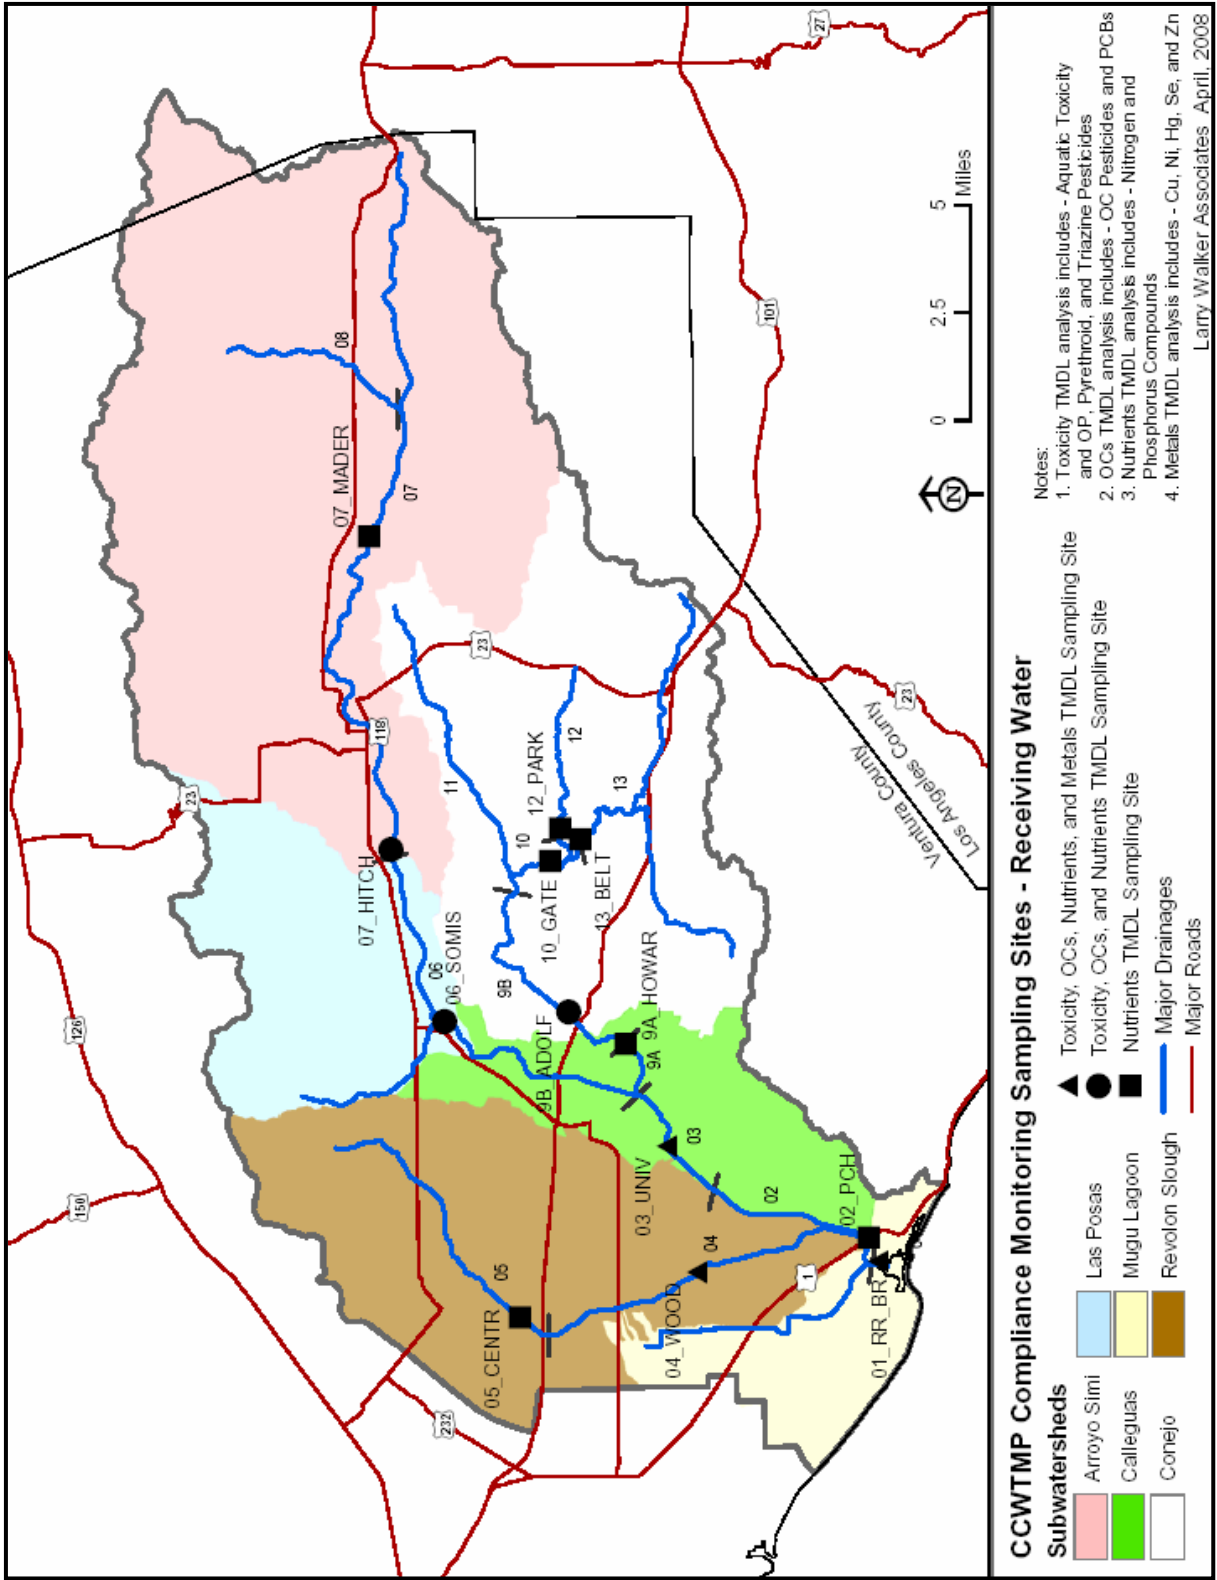 126
150
232
23
118
23
1
101
27
23
08
07_MADER
07
07_HITCH
06
06_SOMIS
11
12_PARK
12
10
10_GATE
13
13_BELT
9B
9B_ADOLF
9A_HOWAR
9A
03
03_UNIV
02
02_PCH
04
04_WOOD
05
05_CENTR
01_RR_BR
Ventura County
Los Angeles County
0 2.5 5
Miles
N
CCWTMP Compliance Monitoring Sampling Sites - Receiving Water
Subwatersheds
Arroyo Simi
Calleguas
Conejo
Las Posas
Mugu Lagoon
Revolon Slough
Toxicity, OCs, Nutrients, and Metals TMDL Sampling Site
Toxicity, OCs, and Nutrients TMDL Sampling Site
Nutrients TMDL Sampling Site
Major Drainages
Major Roads
Notes:
1. Toxicity TMDL analysis includes - Aquatic Toxicity
and OP, Pyrethroid, and Triazine Pesticides
2. OCs TMDL analysis includes - OC Pesticides and PCBs
3. Nutrients TMDL analysis includes - Nitrogen and
Phosphorus Compounds
4. Metals TMDL analysis includes - Cu, Ni, Hg, Se, and Zn
Larry Walker Associates April, 2008